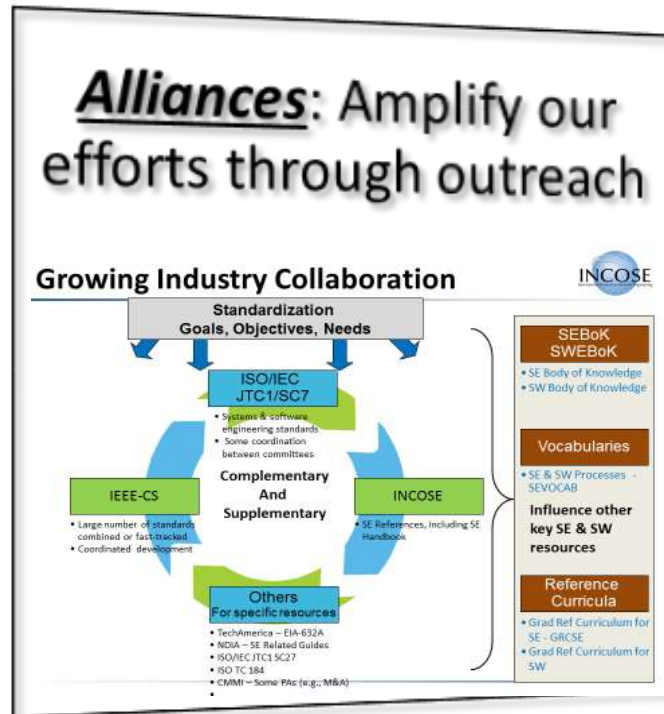 Alliances: Amplify our
efforts through outreach
Growing Industry Collaboration
INCOSE
Standardization
Goals, Objectives, Needs
ISO/IEC
JTC1/SC7
• Systems & software
engineering standards
• Some coordination
between committees
Complementary
And
Supplementary
IEEE-CS
• Large number of standards
combined or fast-tracked
• Coordinated development
INCOSE
• SE References, including SE
Handbook
Others
For specific resources
• TechAmerica – EIA-632A
• NDIA – SE Related Guides
• ISO/IEC JTC1 SC27
• ISO TC 184
• CMMI – Some PAs (e.g., M&A)
•
SEBoK
SWEBoK
• SE Body of Knowledge
• SW Body of Knowledge
Vocabularies
• SE & SW Processes -
SEVOCAB
Influence other
key SE & SW
resources
Reference
Curricula
• Grad Ref Curriculum for
SE - GRCSE
• Grad Ref Curriculum for
SW